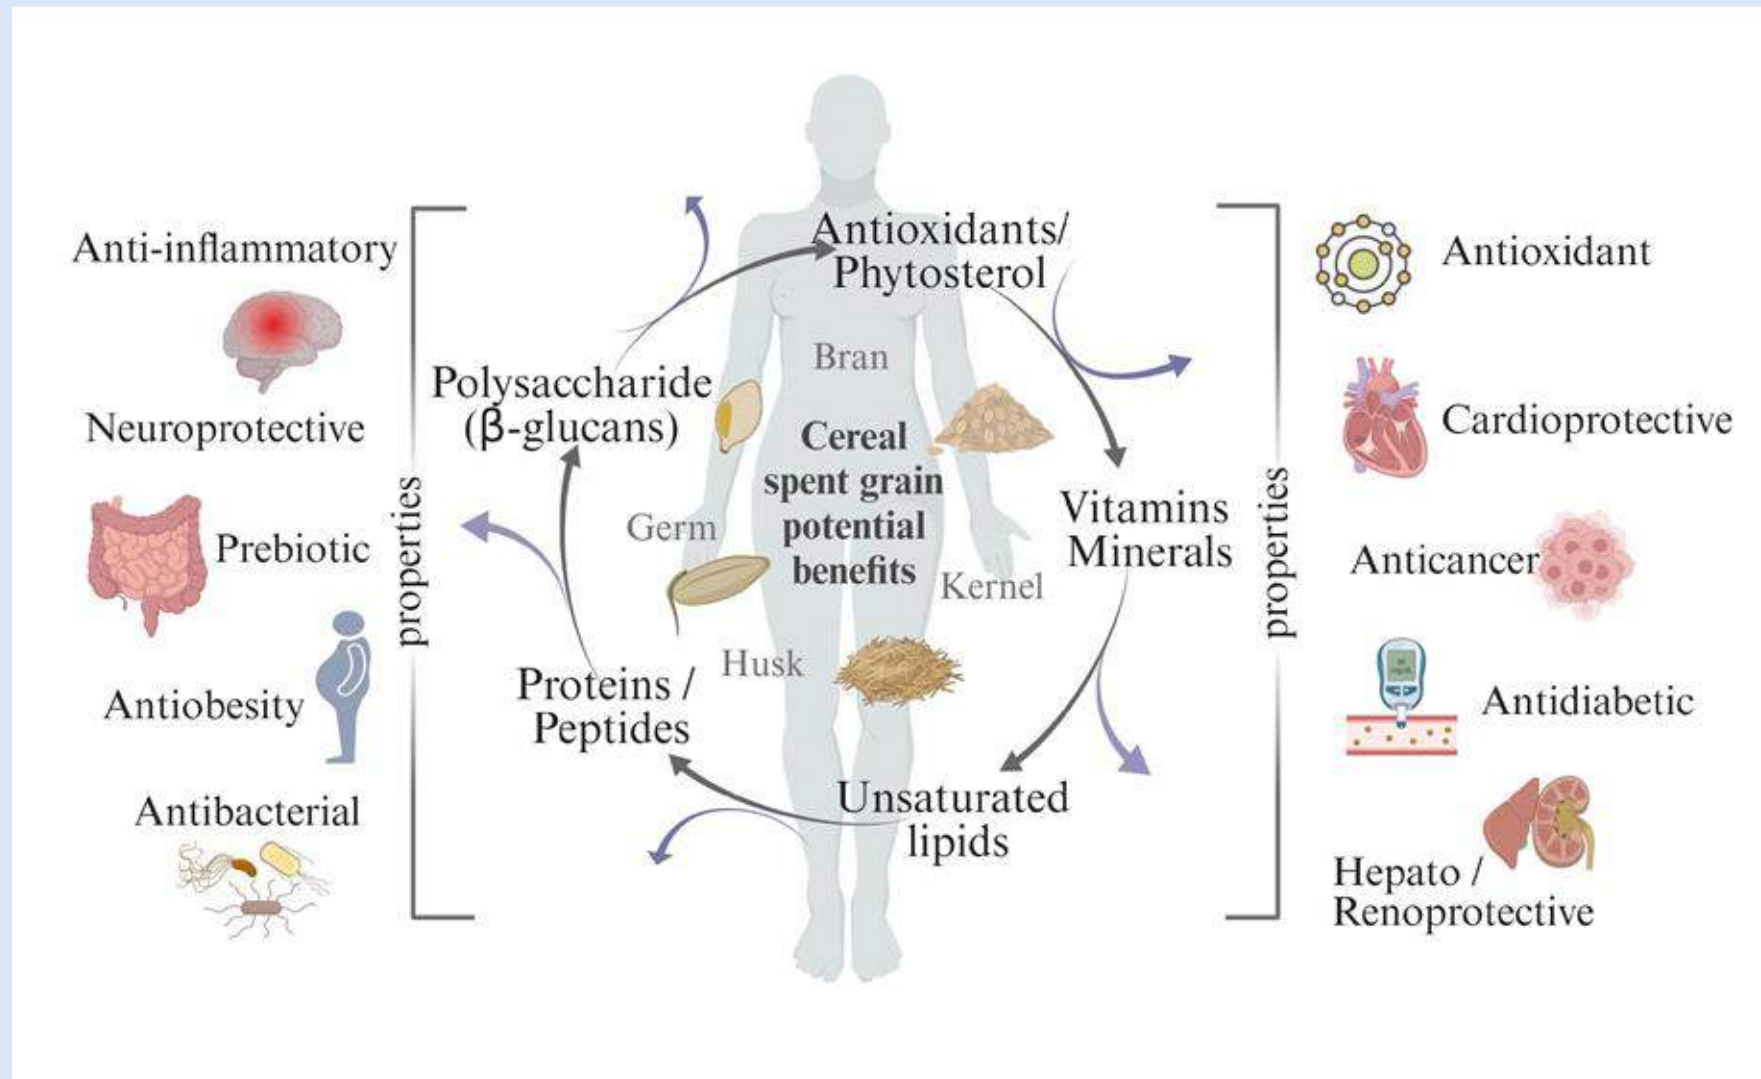 Anti-inflammatory
Neuroprotective
Prebiotic
Antiobesity
Antibacterial
properties
Antioxidants/
Phytosterol
Polysaccharide
(β-glucans)
Bran
Cereal
spent grain
potential
benefits
Germ
Kernel
Husk
Vitamins
Minerals
Proteins /
Peptides
Unsaturated
lipids
properties
Antioxidant
Cardioprotective
Anticancer
Antidiabetic
Hepato /
Renoprotective